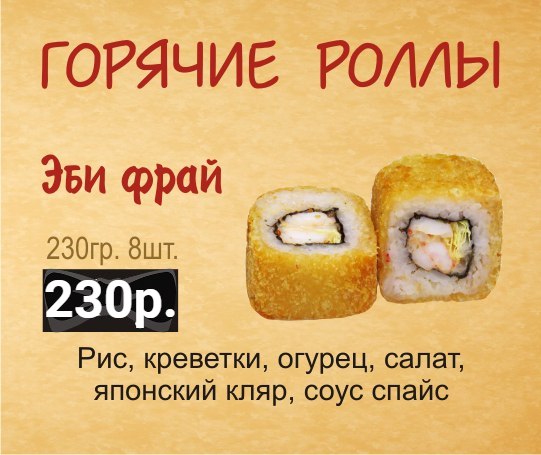 ГОРЯЧИЕ РОЛЛЫ
Эби фрай
230гр. 8шт.
230р.
Рис, креветки, огурец, салат,
японский кляр, соус спайс